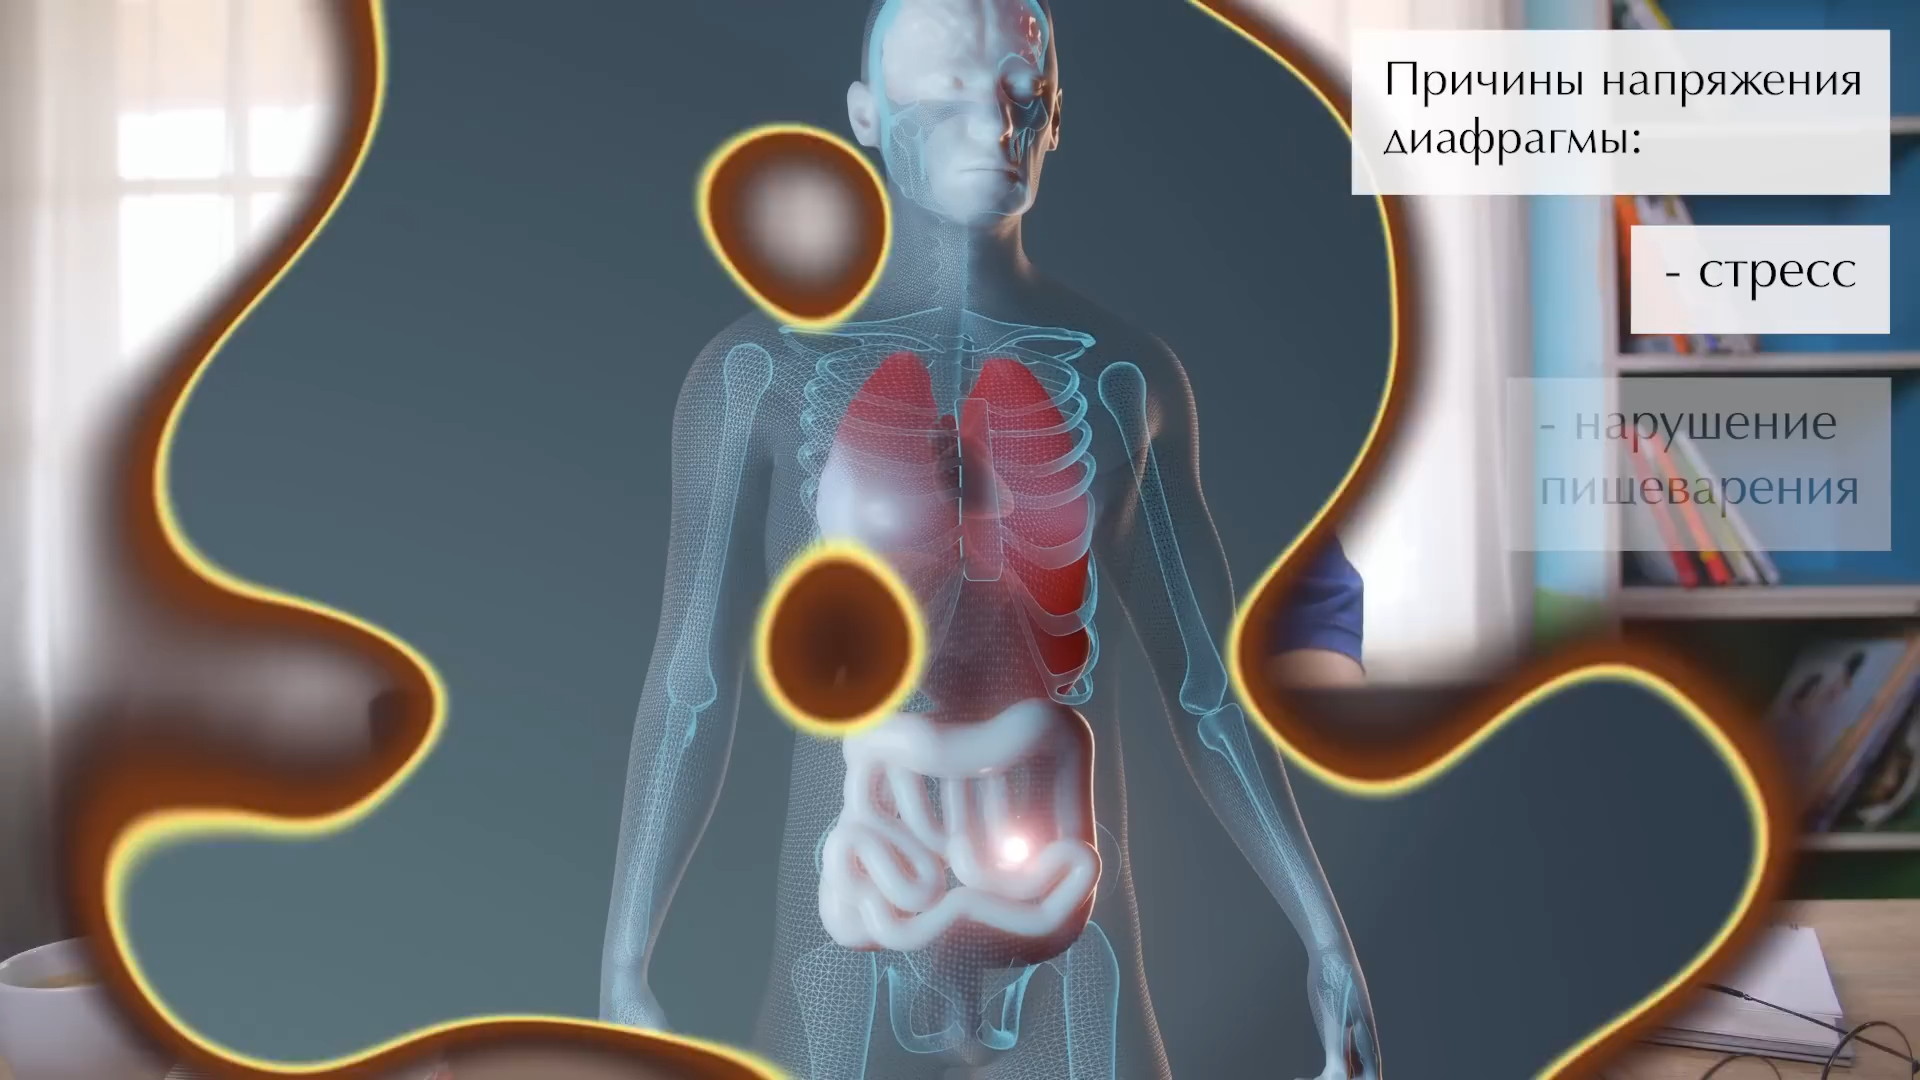 Причины напряжения
диафрагмы:
- стресс
- нарушение
пищеварения